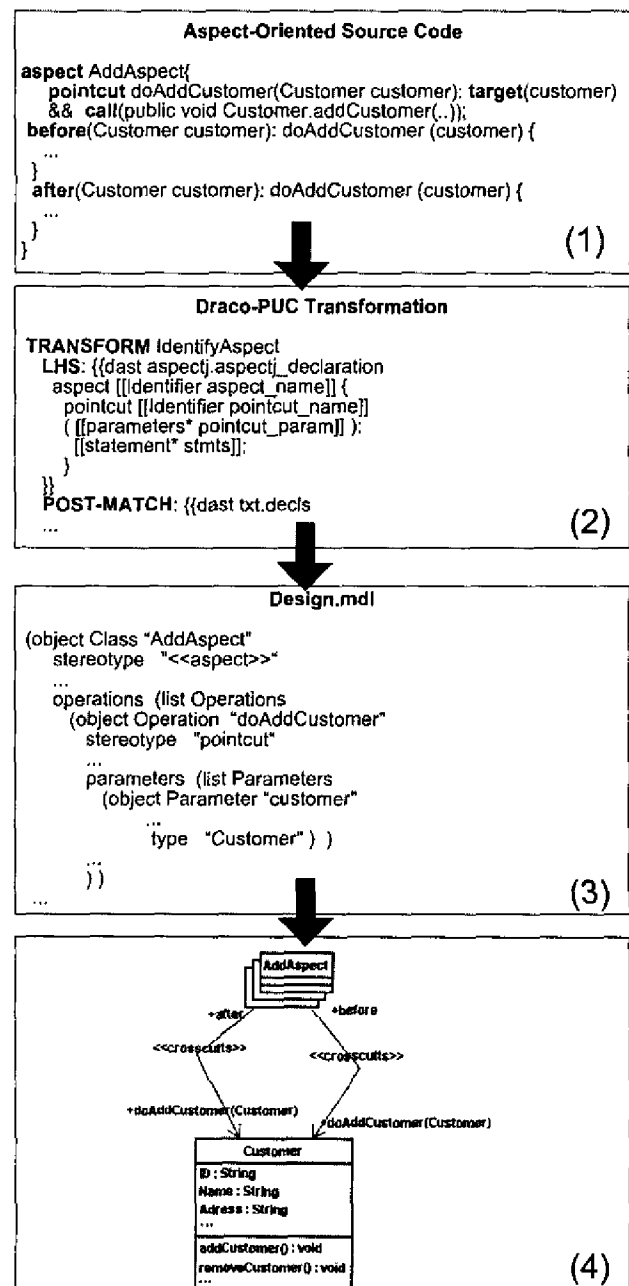 Aspect-Oriented Source Code
aspect AddAspect{
pointcut doAddCustomer(Customer customer): target(customer)
&& call(public void Customer.addCustomer(..));
before(Customer customer): doAddCustomer (customer) {
...
}
after(Customer customer): doAddCustomer (customer) {
...
}
}
(1)
Draco-PUC Transformation
TRANSFORM IdentifyAspect
LHS: {{dast aspectj.aspectj_declaration
aspect [[Identifier aspect_name]] {
pointcut [[Identifier pointcut_name]]
( [[parameters* pointcut_param]] ):
[[statement* stmts]];
}
}}
POST-MATCH: {{dast txt.decls
...
(2)
Design.mdl
(object Class "AddAspect"
stereotype "<<aspect>>"
...
operations (list Operations
(object Operation "doAddCustomer"
stereotype "pointcut"
...
parameters (list Parameters
(object Parameter "customer"
...
type "Customer" ) )
...
) )
...
(3)
AddAspect
+after +before
<<crosscutts>> <<crosscutts>>
+doAddCustomer(Customer) +doAddCustomer(Customer)
Customer
ID : String
Name : String
Adress : String
...
addCustomer() : void
removeCustomer() : void
...
(4)